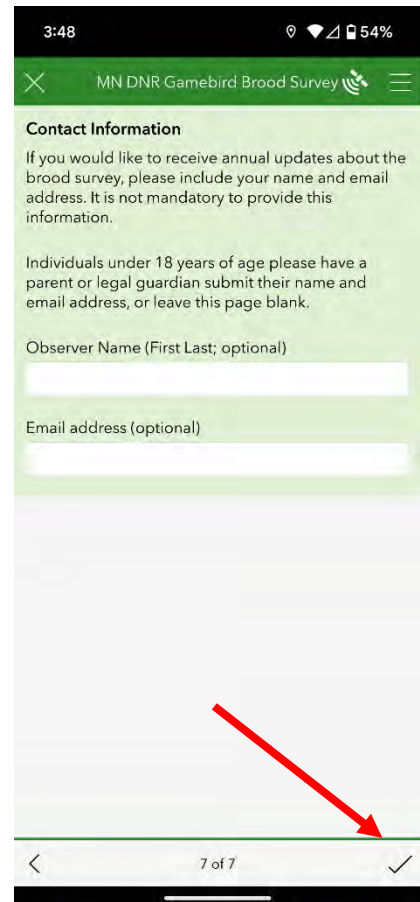 3:48 54%
MN DNR Gamebird Brood Survey
Contact Information
If you would like to receive annual updates about the
brood survey, please include your name and email
address. It is not mandatory to provide this
information.
Individuals under 18 years of age please have a
parent or legal guardian submit their name and
email address, or leave this page blank.
Observer Name (First Last; optional)
Email address (optional)
7 of 7